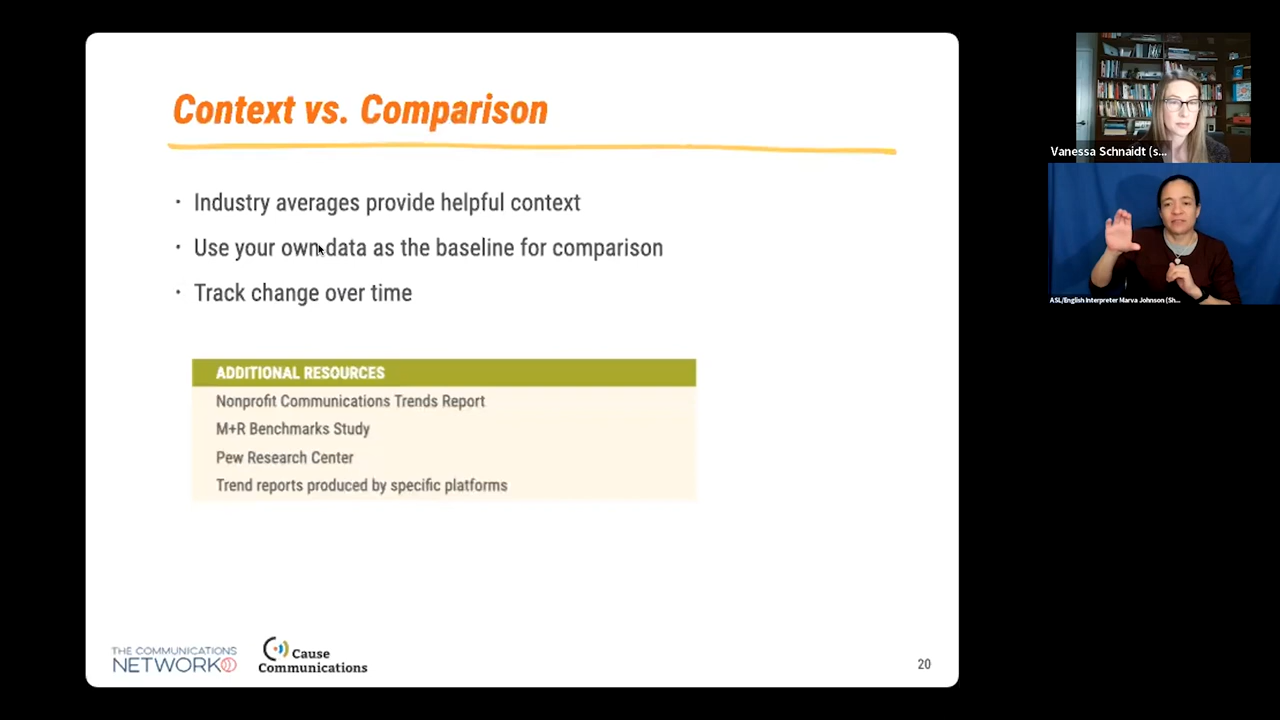 Context vs. Comparison
· Industry averages provide helpful context
· Use your own data as the baseline for comparison
· Track change over time
ADDITIONAL RESOURCES
Nonprofit Communications Trends Report
M+R Benchmarks Study
Pew Research Center
Trend reports produced by specific platforms
THE COMMUNICATIONS
NETWORK
Cause
Communications
20
Vanessa Schnaidt (s...
ASL/English Interpreter Marva Johnson (Sh...